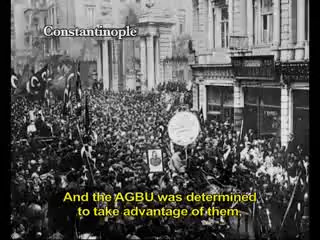 Constantinople
And the AGBU was determined
to take advantage of them,